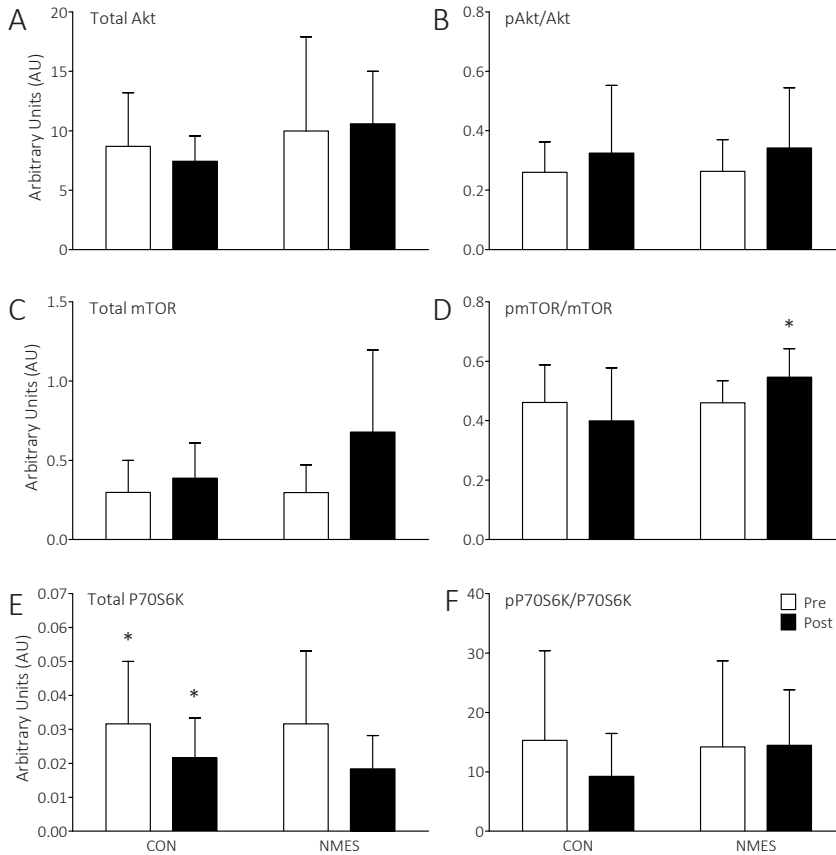 A
Total Akt
Arbitrary Units (AU)
20
15
10
5
0
B
pAkt/Akt
0.8
0.6
0.4
0.2
0.0
C
Total mTOR
Arbitrary Units (AU)
1.5
1.0
0.5
0.0
D
pmTOR/mTOR
0.8
0.6
0.4
0.2
0.0
*
E
Total P70S6K
Arbitrary Units (AU)
0.07
0.06
0.05
0.04
0.03
0.02
0.01
0.00
*
*
CON
NMES
F
pP70S6K/P70S6K
40
30
20
10
0
Pre
Post
CON
NMES